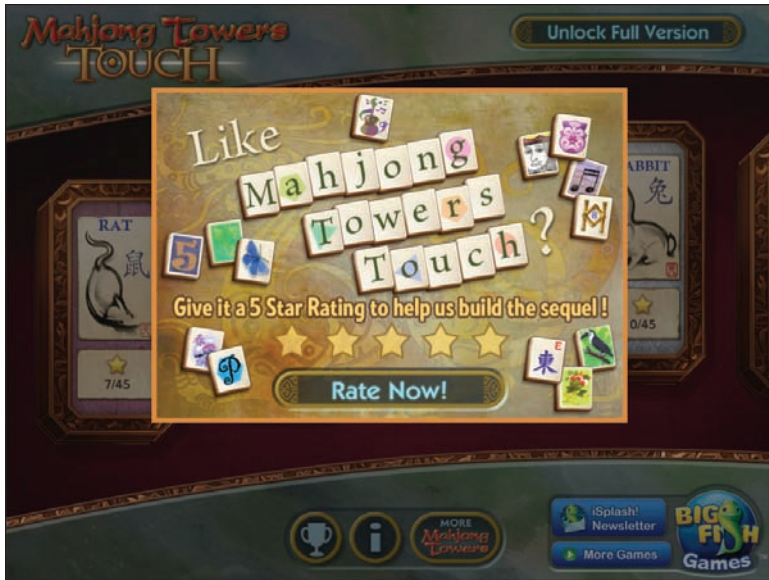 Mahjong Towers
TOUCH
Unlock Full Version
Like
Mahjong
Towers
Touch?
5
RAT
鼠
7/45
ABBIT
兔
0/45
Give it a 5 Star Rating to help us build the sequel !
P
E
東
Rate Now!
MORE
Mahjong
Towers
iSplash!
Newsletter
More Games
BIG
FISH
Games